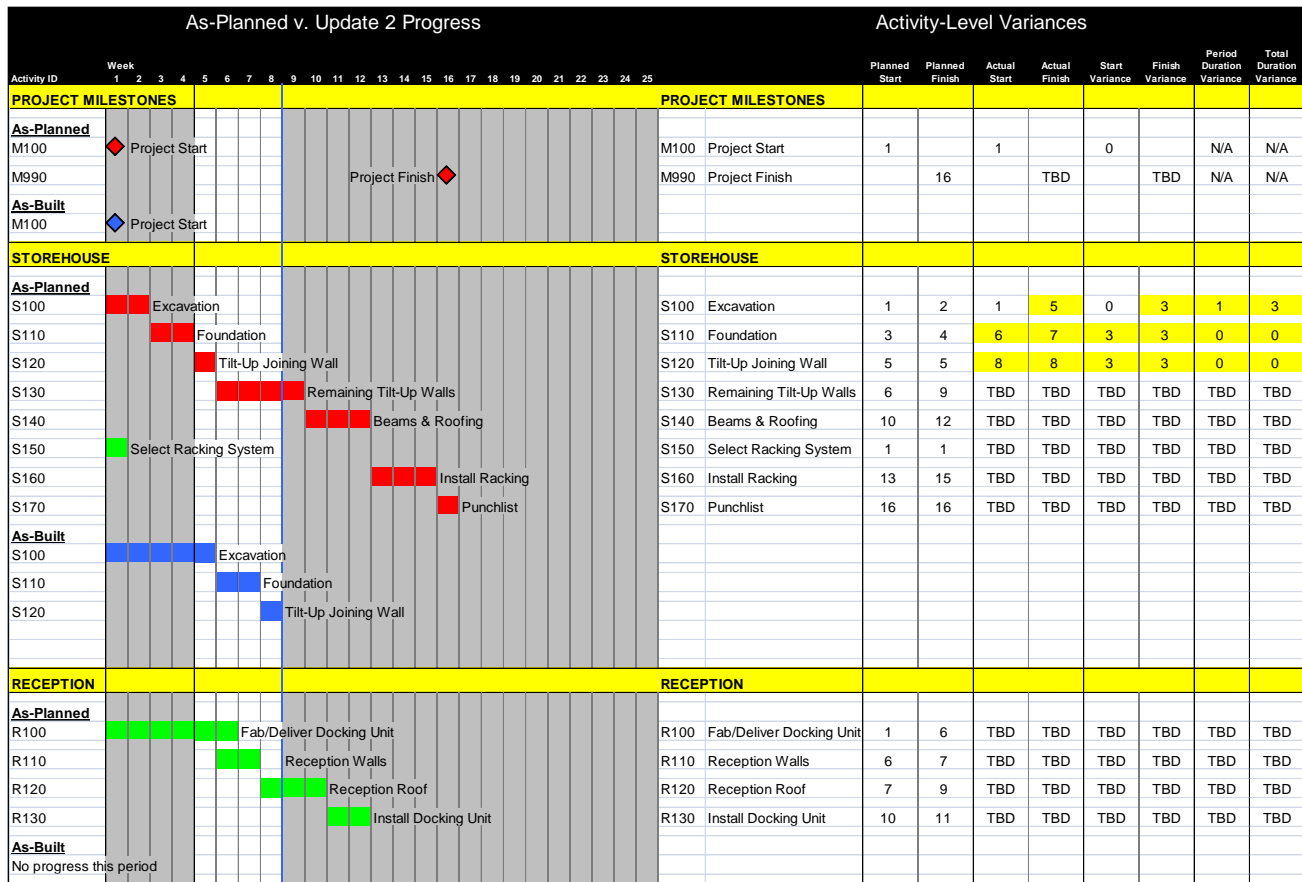 As-Planned v. Update 2 Progress Activity-Level Variances
Week Planned Planned Actual Actual Start Finish Period Duration Total Duration
Activity ID 1 2 3 4 5 6 7 8 9 10 11 12 13 14 15 16 17 18 19 20 21 22 23 24 25 Start Finish Start Finish Variance Variance Variance Variance
PROJECT MILESTONES PROJECT MILESTONES
As-Planned
M100 Project Start M100 Project Start 1 1 0 N/A N/A
M990 Project Finish M990 Project Finish 16 TBD TBD N/A N/A
As-Built
M100 Project Start
STOREHOUSE STOREHOUSE
As-Planned
S100 Excavation S100 Excavation 1 2 1 5 0 3 1 3
S110 Foundation S110 Foundation 3 4 6 7 3 3 0 0
S120 Tilt-Up Joining Wall S120 Tilt-Up Joining Wall 5 5 8 8 3 3 0 0
S130 Remaining Tilt-Up Walls S130 Remaining Tilt-Up Walls 6 9 TBD TBD TBD TBD TBD TBD
S140 Beams & Roofing S140 Beams & Roofing 10 12 TBD TBD TBD TBD TBD TBD
S150 Select Racking System S150 Select Racking System 1 1 TBD TBD TBD TBD TBD TBD
S160 Install Racking S160 Install Racking 13 15 TBD TBD TBD TBD TBD TBD
S170 Punchlist S170 Punchlist 16 16 TBD TBD TBD TBD TBD TBD
As-Built
S100 Excavation
S110 Foundation
S120 Tilt-Up Joining Wall
RECEPTION RECEPTION
As-Planned
R100 Fab/Deliver Docking Unit R100 Fab/Deliver Docking Unit 1 6 TBD TBD TBD TBD TBD TBD
R110 Reception Walls R110 Reception Walls 6 7 TBD TBD TBD TBD TBD TBD
R120 Reception Roof R120 Reception Roof 7 9 TBD TBD TBD TBD TBD TBD
R130 Install Docking Unit R130 Install Docking Unit 10 11 TBD TBD TBD TBD TBD TBD
As-Built
No progress this period